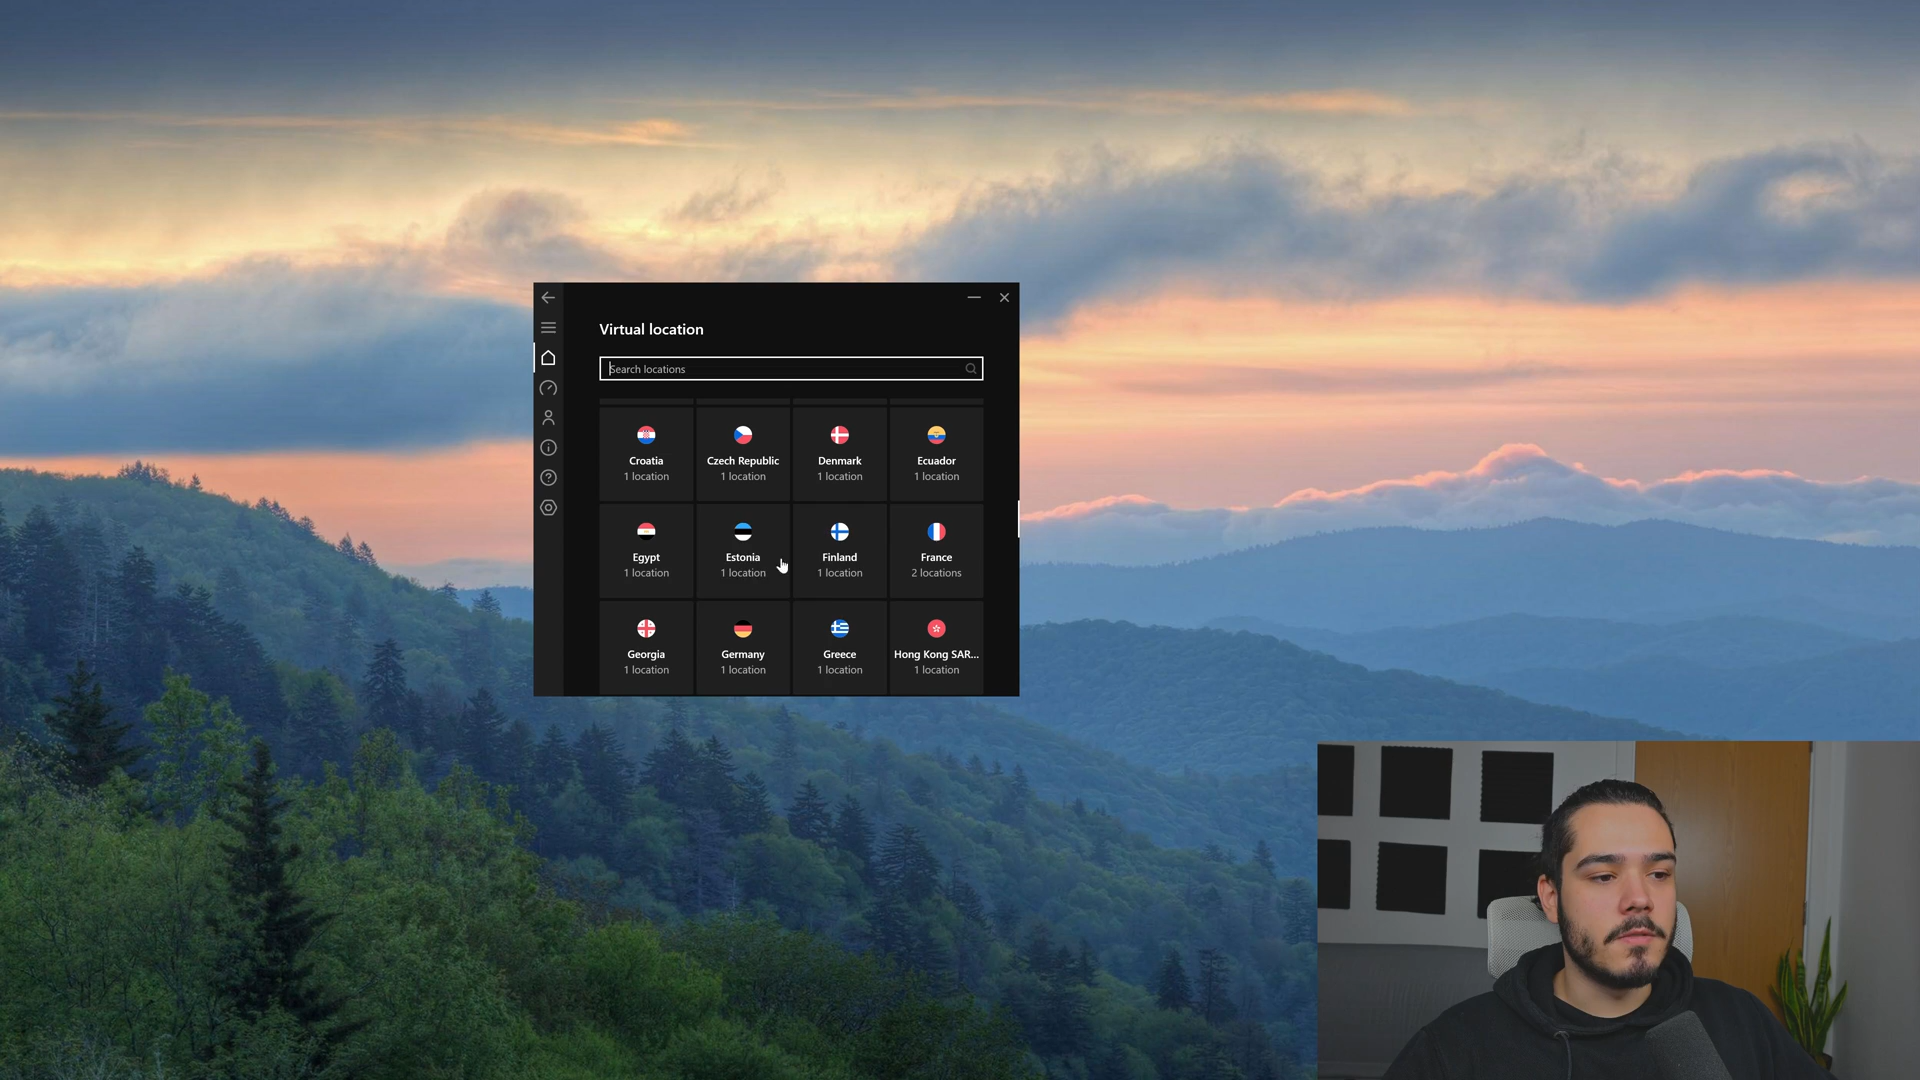 Virtual location
Search locations
Croatia
1 location
Czech Republic
1 location
Denmark
1 location
Ecuador
1 location
Egypt
1 location
Estonia
1 location
Finland
1 location
France
2 locations
Georgia
1 location
Germany
1 location
Greece
1 location
Hong Kong SAR...
1 location